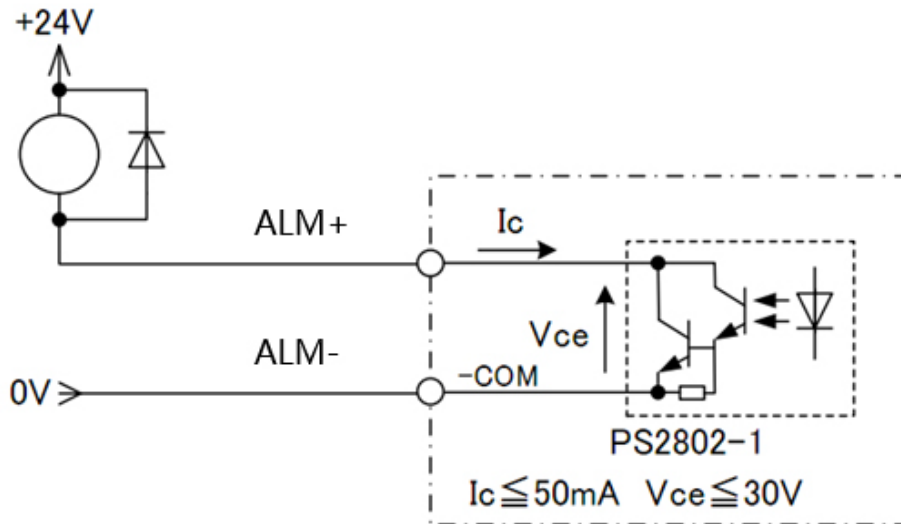 +24V
ALM+
Ic
Vce
ALM-
-COM
0V
PS2802-1
Ic≦50mA Vce≦30V